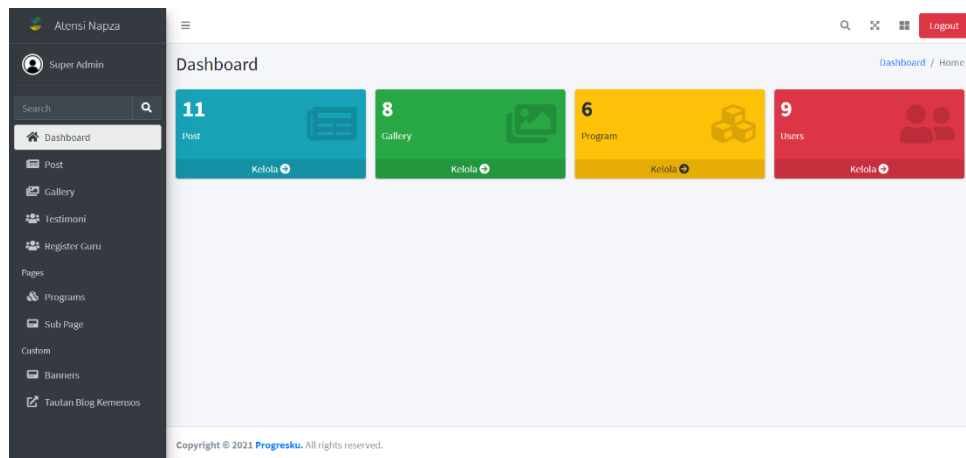 Atensi Napza
Logout
Super Admin
Dashboard
Dashboard / Home
Search
11
Post
Kelola
8
Gallery
Kelola
6
Program
Kelola
9
Users
Kelola
Dashboard
Post
Gallery
Testimoni
Register Guru
Pages
Programs
Sub Page
Custom
Banners
Tautan Blog Kemensos
Copyright © 2021 Progresku. All rights reserved.